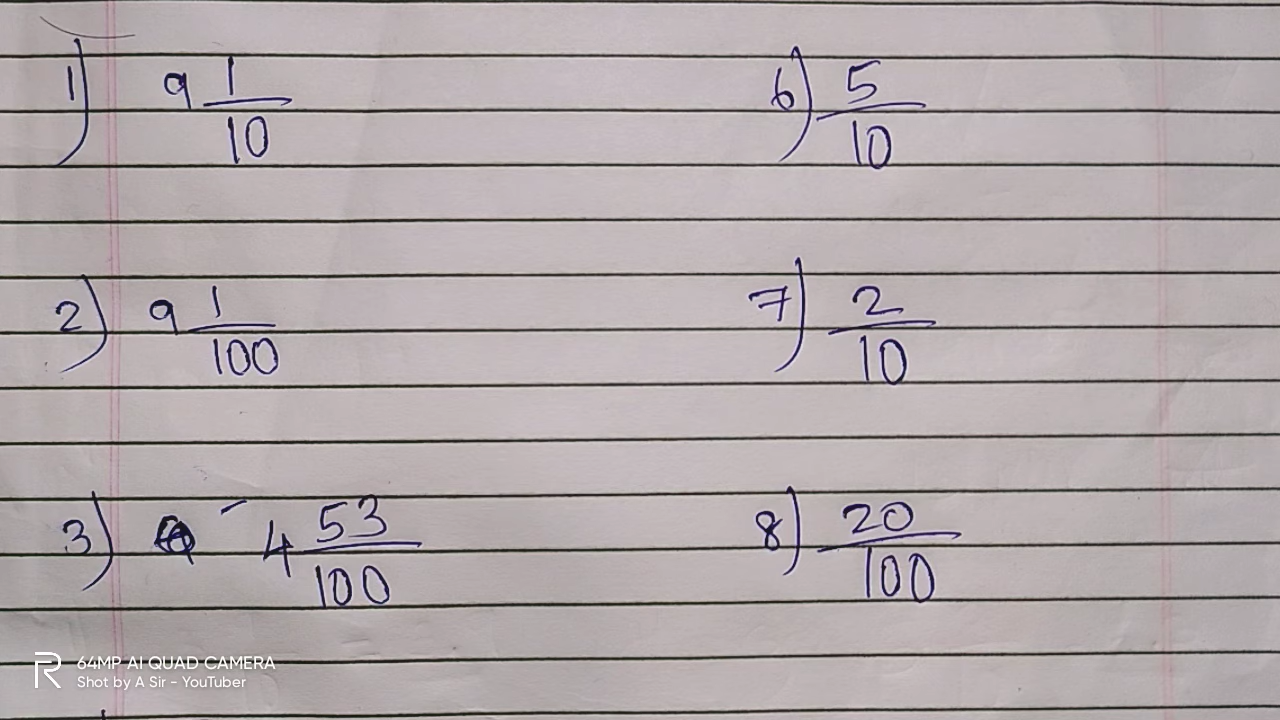 1) 9 1/10
6) 5/10
2) 9 1/100
7) 2/10
3) 4 53/100
8) 20/100
64MP AI QUAD CAMERA
Shot by A Sir - YouTuber